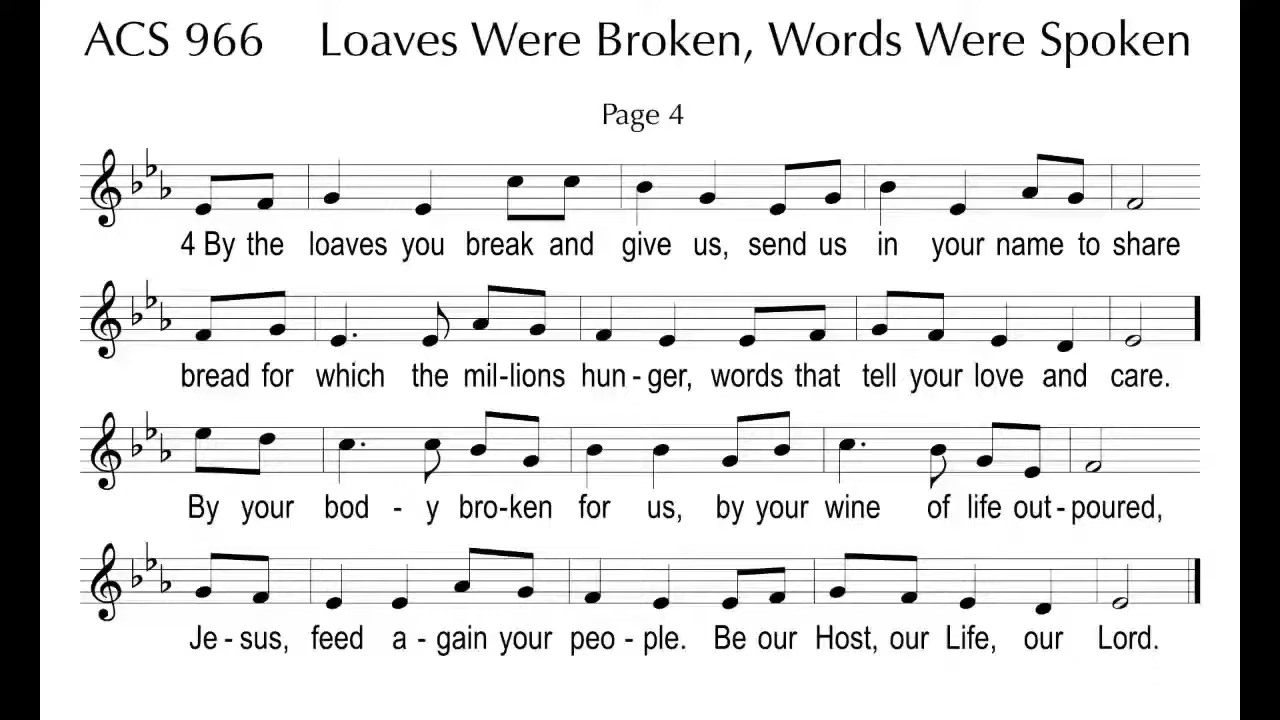 ACS 966 Loaves Were Broken, Words Were Spoken
Page 4
4 By the loaves you break and give us, send us in your name to share
bread for which the mil-lions hun-ger, words that tell your love and care.
By your bod - y bro-ken for us, by your wine of life out-poured,
Je-sus, feed a-gain your peo-ple. Be our Host, our Life, our Lord.